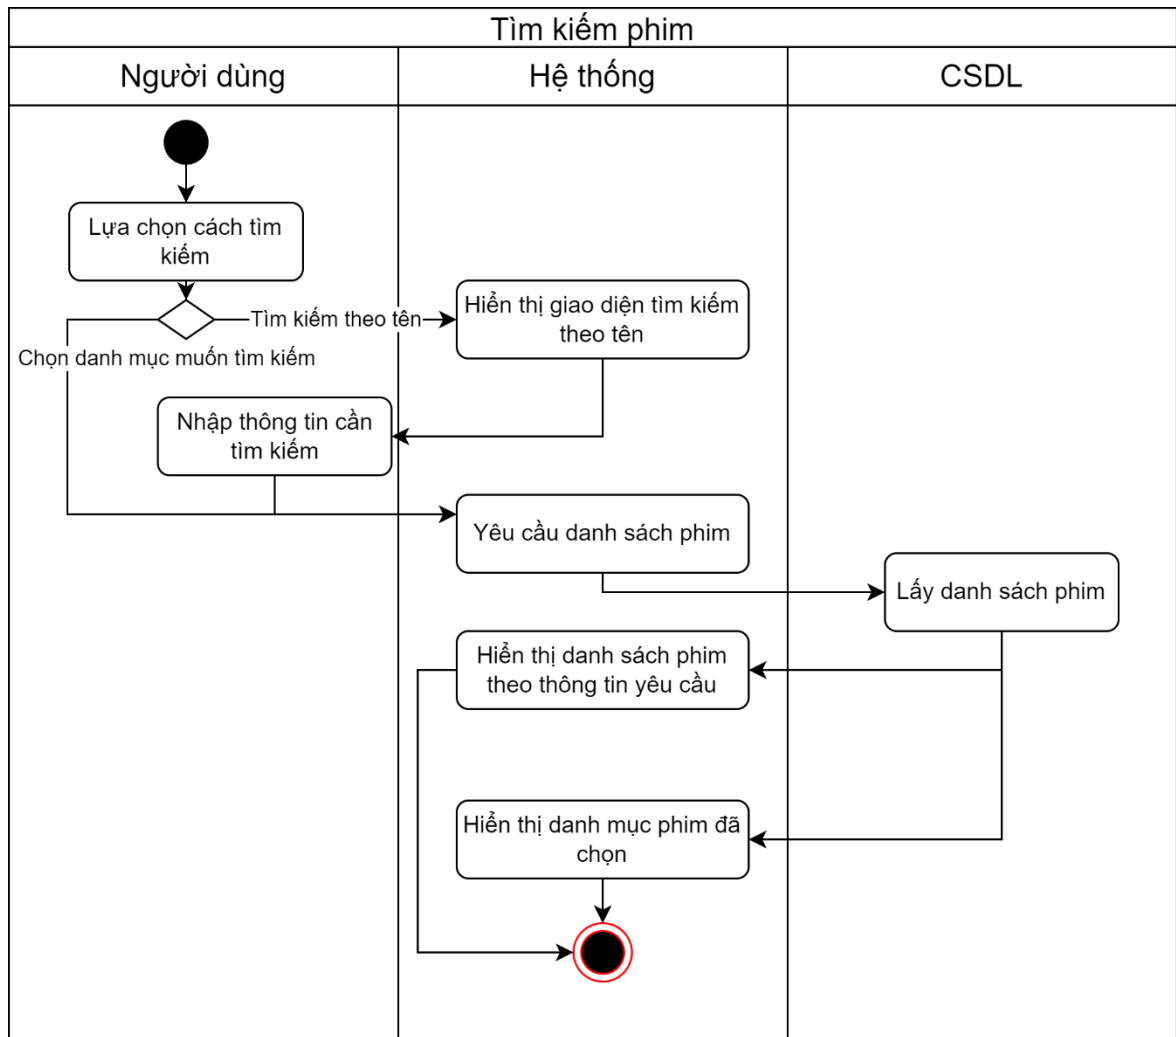 Tìm kiếm phim
Người dùng
Hệ thống
CSDL
Lựa chọn cách tìm
kiếm
Tìm kiếm theo tên
Hiển thị giao diện tìm kiếm
theo tên
Chọn danh mục muốn tìm kiếm
Nhập thông tin cần
tìm kiếm
Yêu cầu danh sách phim
Lấy danh sách phim
Hiển thị danh sách phim
theo thông tin yêu cầu
Hiển thị danh mục phim đã
chọn